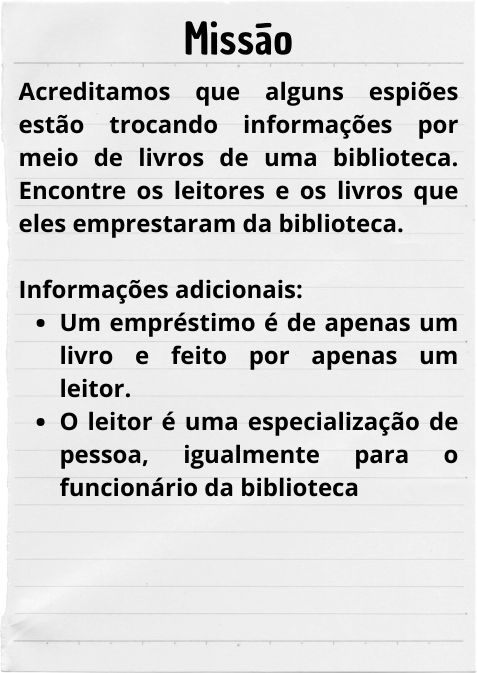 Missão
Acreditamos que alguns espiões
estão trocando informações por
meio de livros de uma biblioteca.
Encontre os leitores e os livros que
eles emprestaram da biblioteca.
Informações adicionais:
• Um empréstimo é de apenas um
livro e feito por apenas um
leitor.
• O leitor é uma especialização de
pessoa, igualmente para o
funcionário da biblioteca